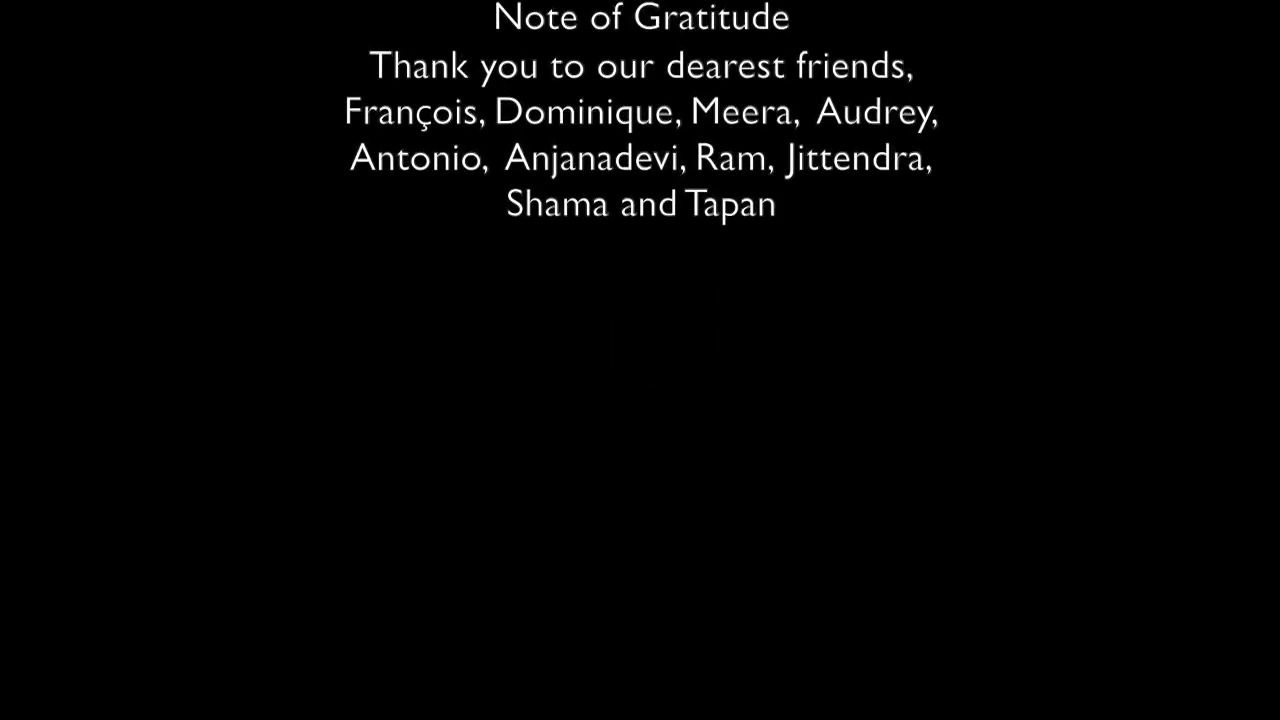 Note of Gratitude
Thank you to our dearest friends,
François, Dominique, Meera, Audrey,
Antonio, Anjanadevi, Ram, Jittendra,
Shama and Tapan